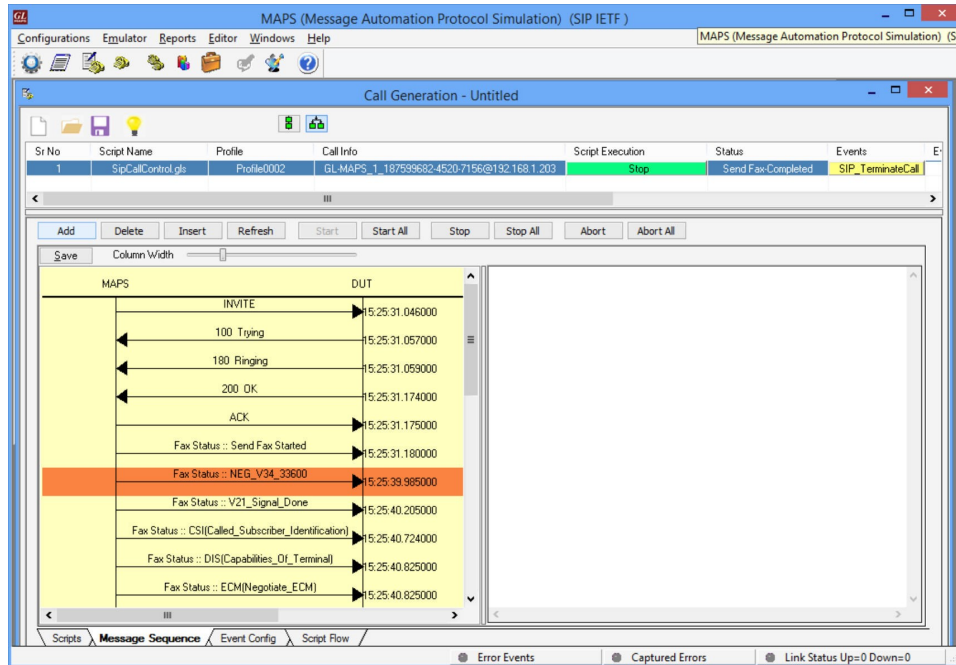 GL
MAPS (Message Automation Protocol Simulation) (SIP IETF )
Configurations Emulator Reports Editor Windows Help
MAPS (Message Automation Protocol Simulation) (S
Call Generation - Untitled
Sr No Script Name Profile Call Info Script Execution Status Events E
1 SipCallControl.gls Profile0002 GL-MAPS_1_187599682-4520-7156@192.168.1.203 Stop Send Fax-Completed SIP_TerminateCall
Add Delete Insert Refresh Start Start All Stop Stop All Abort Abort All
Save Column Width
MAPS DUT
INVITE
15:25:31.046000
100 Trying
15:25:31.057000
180 Ringing
15:25:31.059000
200 OK
15:25:31.174000
ACK
15:25:31.175000
Fax Status :: Send Fax Started
15:25:31.180000
Fax Status :: NEG_V34_33600
15:25:39.985000
Fax Status :: V21_Signal_Done
15:25:40.205000
Fax Status :: CSI(Called_Subscriber_Identification)
15:25:40.724000
Fax Status :: DIS(Capabilities_Of_Terminal)
15:25:40.825000
Fax Status :: ECM(Negotiate_ECM)
15:25:40.825000
Scripts Message Sequence Event Config Script Flow
Error Events Captured Errors Link Status Up=0 Down=0